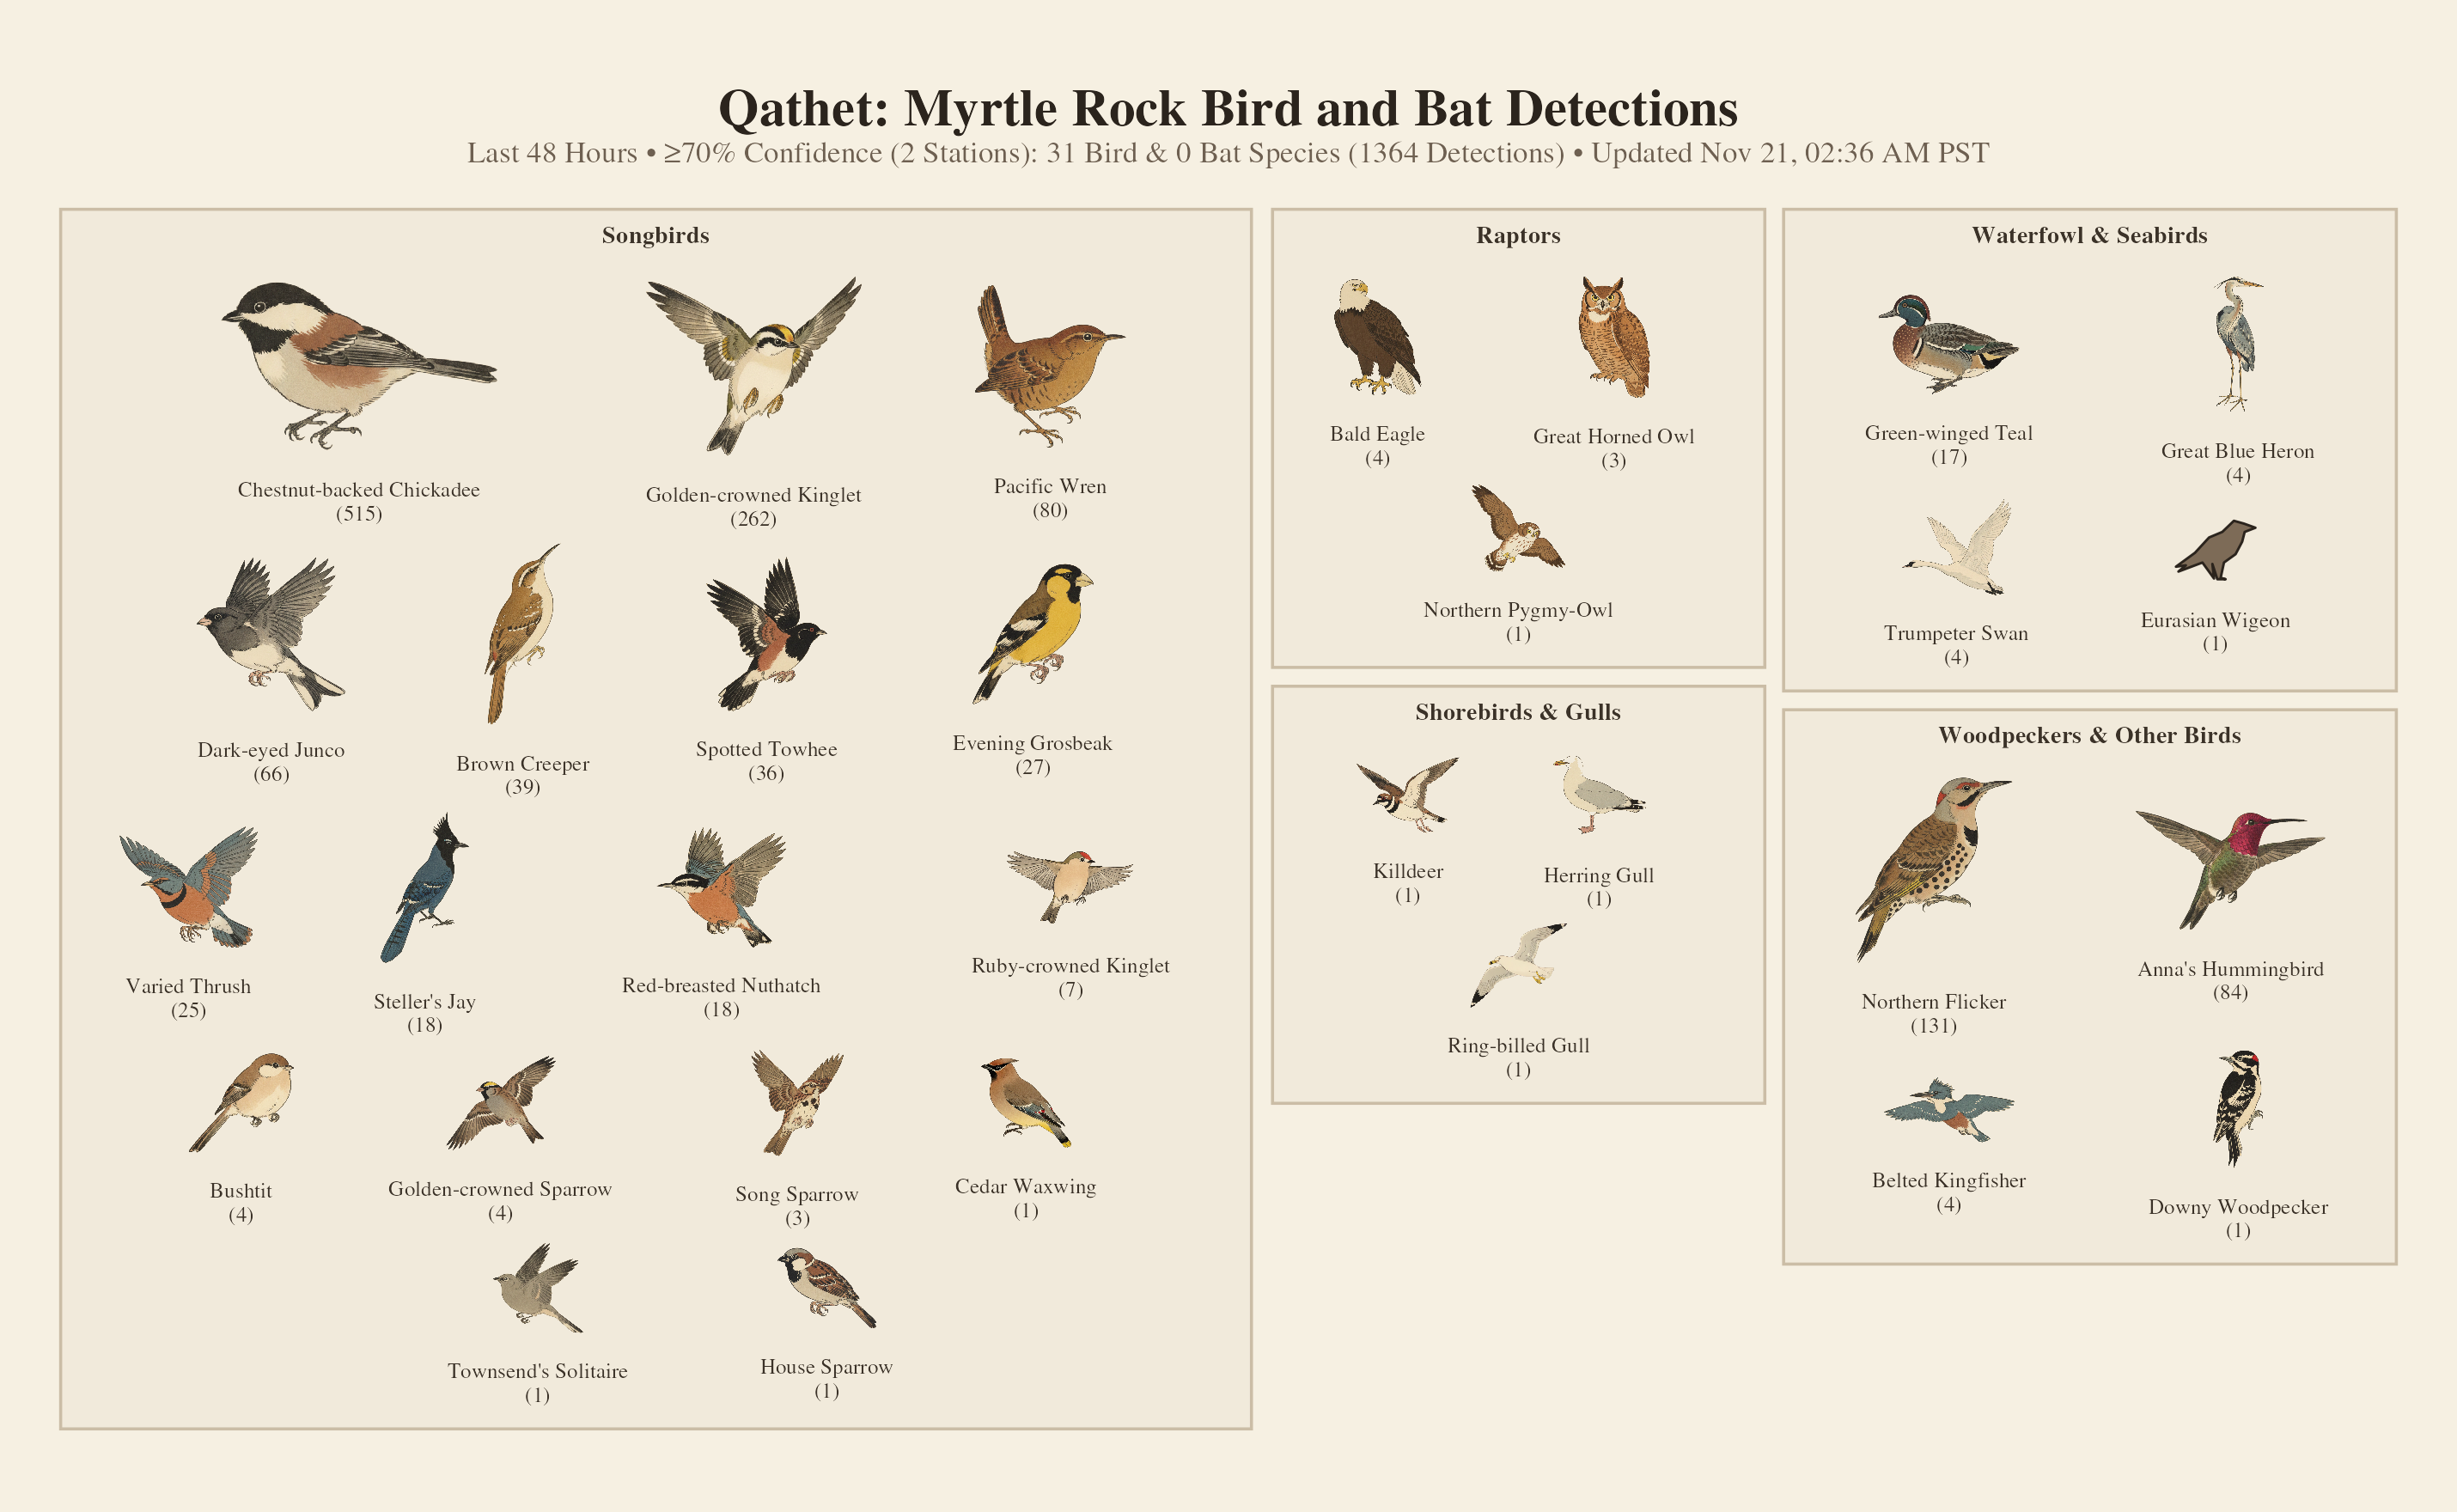 Qathet: Myrtle Rock Bird and Bat Detections
Last 48 Hours • ≥70% Confidence (2 Stations): 31 Bird & 0 Bat Species (1364 Detections) • Updated Nov 21, 02:36 AM PST
Songbirds
Chestnut-backed Chickadee
(515)
Golden-crowned Kinglet
(262)
Pacific Wren
(80)
Dark-eyed Junco
(66)
Brown Creeper
(39)
Spotted Towhee
(36)
Evening Grosbeak
(27)
Varied Thrush
(25)
Steller's Jay
(18)
Red-breasted Nuthatch
(18)
Ruby-crowned Kinglet
(7)
Bushtit
(4)
Golden-crowned Sparrow
(4)
Song Sparrow
(3)
Cedar Waxwing
(1)
Townsend's Solitaire
(1)
House Sparrow
(1)
Raptors
Bald Eagle
(4)
Great Horned Owl
(3)
Northern Pygmy-Owl
(1)
Shorebirds & Gulls
Killdeer
(1)
Herring Gull
(1)
Ring-billed Gull
(1)
Waterfowl & Seabirds
Green-winged Teal
(17)
Great Blue Heron
(4)
Trumpeter Swan
(4)
Eurasian Wigeon
(1)
Woodpeckers & Other Birds
Northern Flicker
(131)
Anna's Hummingbird
(84)
Belted Kingfisher
(4)
Downy Woodpecker
(1)